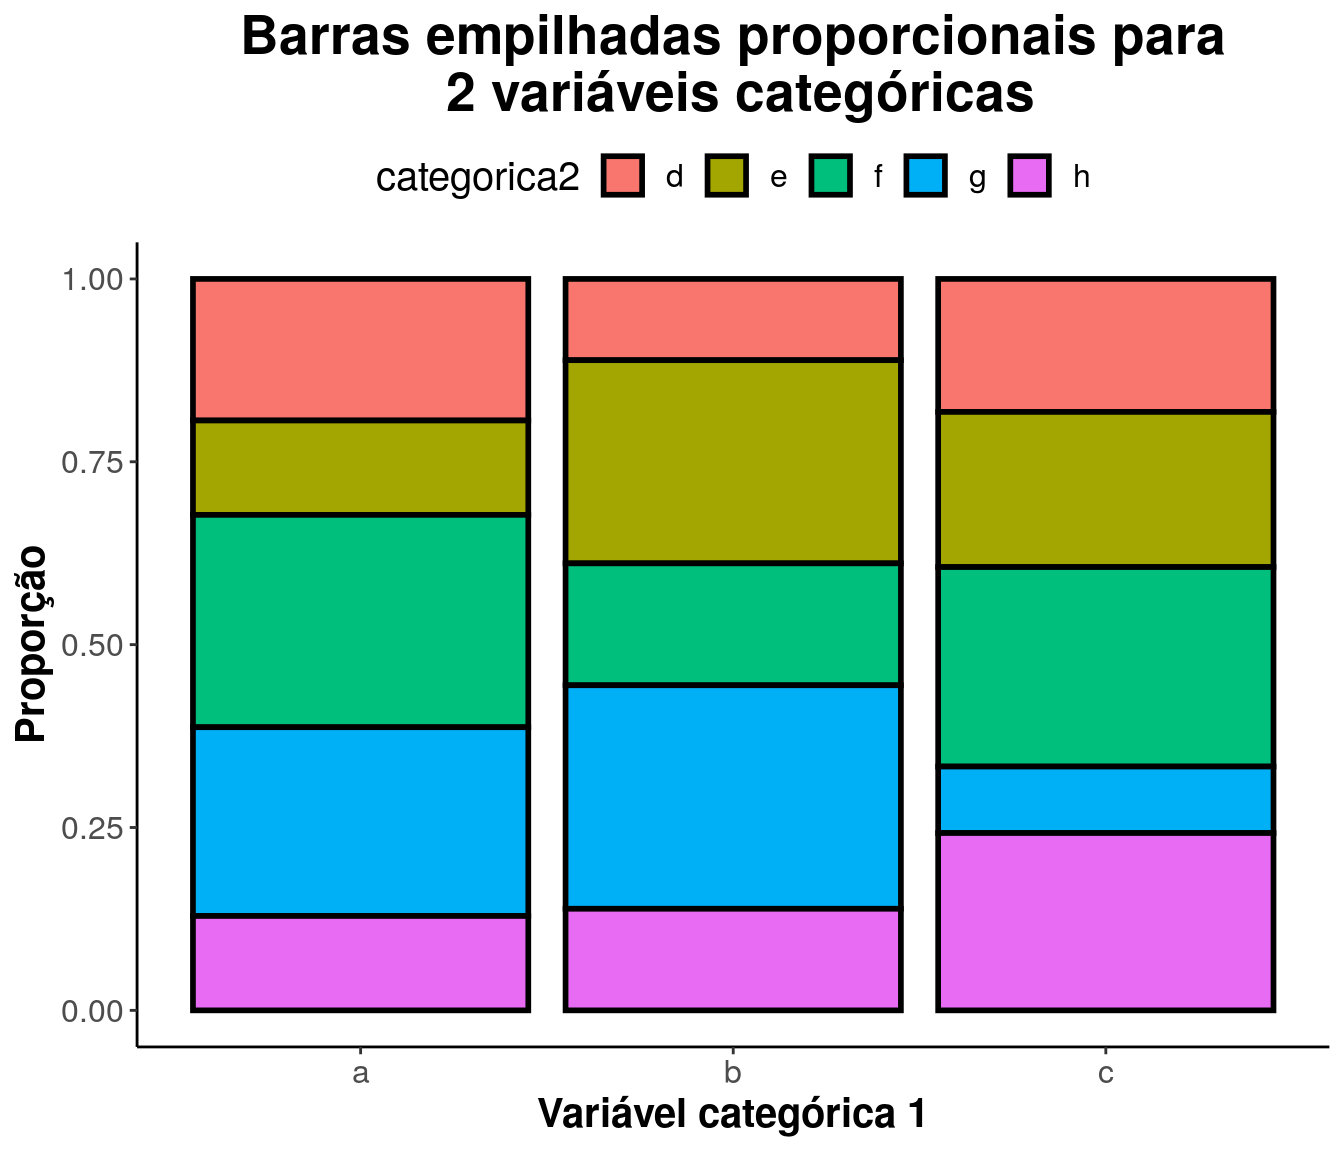 Barras empilhadas proporcionais para
2 variáveis categóricas
categorica2 d e f g h
1.00
0.75
0.50
0.25
0.00
Proporção
a b c
Variável categórica 1